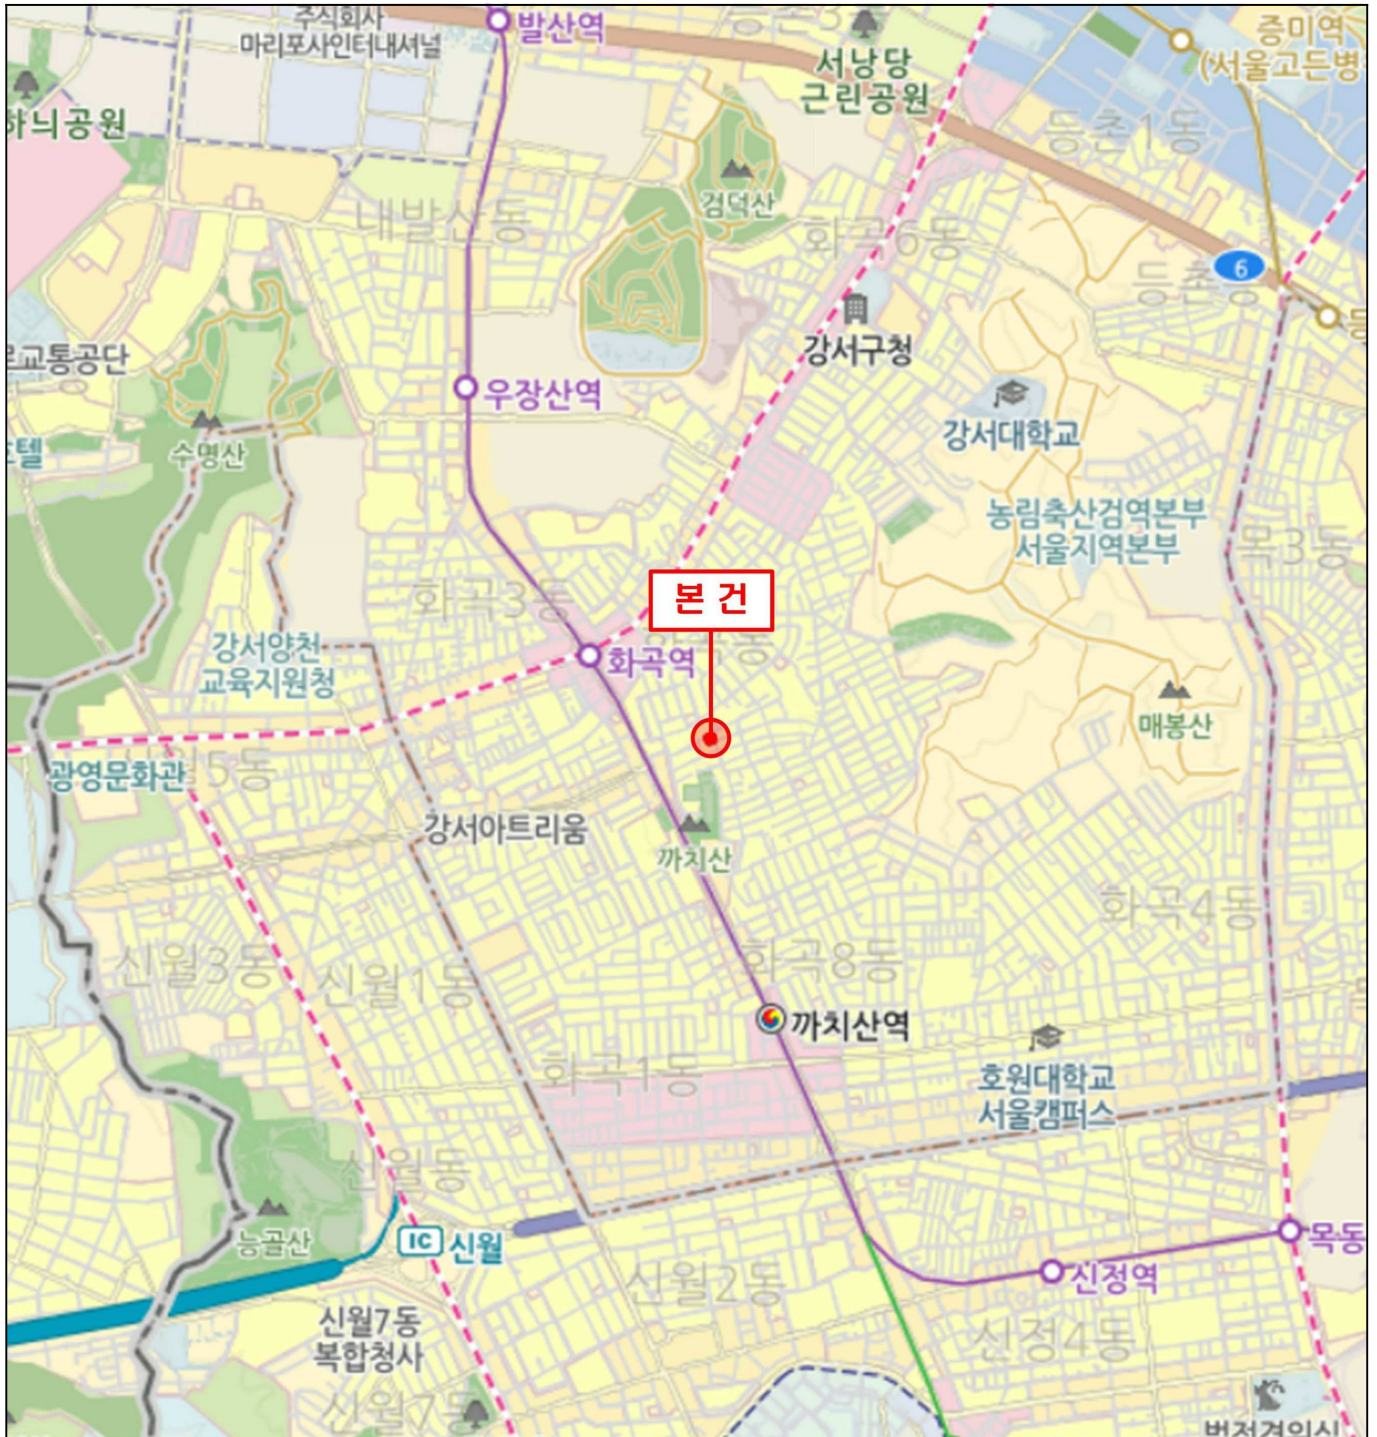 주식회사
마리포사인터내셔널
발산역
등촌3동
서낭당
근린공원
증미역
(서울고든병
하늬공원
등촌1동
검덕산
내발산동
화곡6동
6
강서구청
로교통공단
우장산역
강서대학교
수명산
호텔
농림축산검역본부
서울지역본부
목3동
본 건
화곡3동
화곡역
강서양천
교육지원청
매봉산
광영문화관
강서아트리움
까치산
화곡4동
신월3동
신월1동
화곡8동
까치산역
화곡1동
호원대학교
서울캠퍼스
신월동
능골산
IC 신월
목동
신정역
신월2동
신월7동
복합청사
신정4동
신월7동